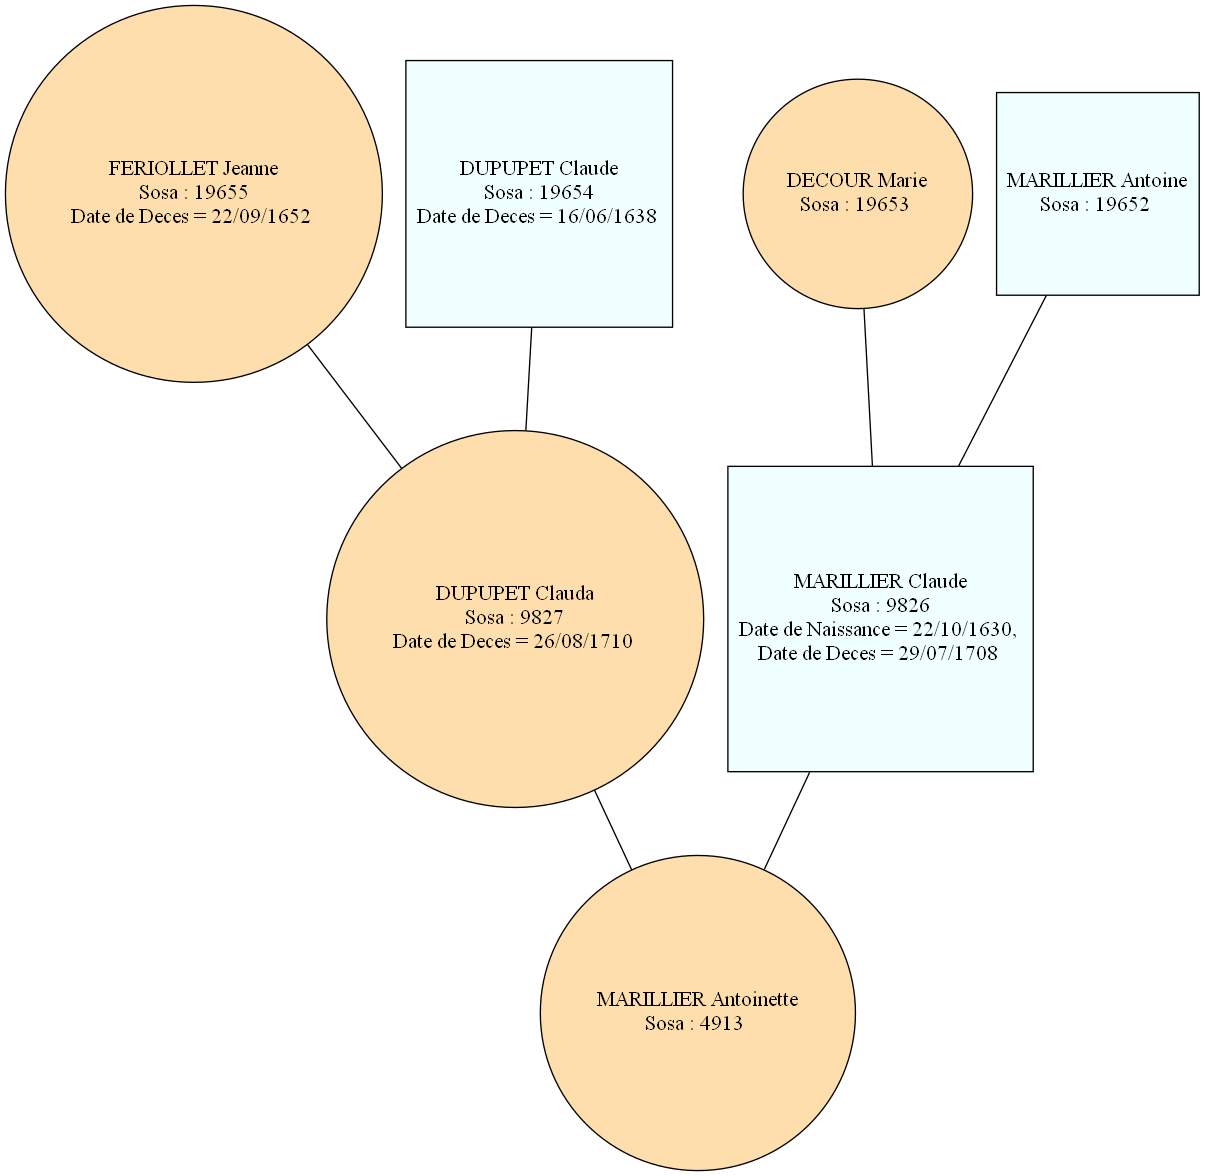 FERIOLLET Jeanne
Sosa : 19655
Date de Deces = 22/09/1652
DUPUPET Claude
Sosa : 19654
Date de Deces = 16/06/1638
DECOUR Marie
Sosa : 19653
MARILLIER Antoine
Sosa : 19652
DUPUPET Clauda
Sosa : 9827
Date de Deces = 26/08/1710
MARILLIER Claude
Sosa : 9826
Date de Naissance = 22/10/1630,
Date de Deces = 29/07/1708
MARILLIER Antoinette
Sosa : 4913